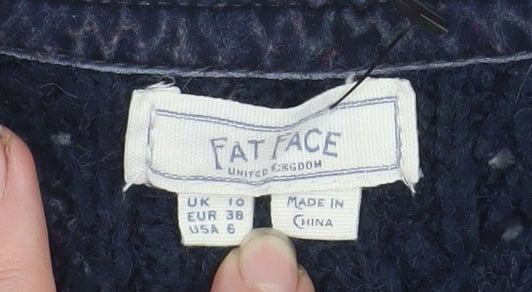 FAT FACE
UNITED KINGDOM
UK 10
EUR 38
USA 6
MADE IN
CHINA